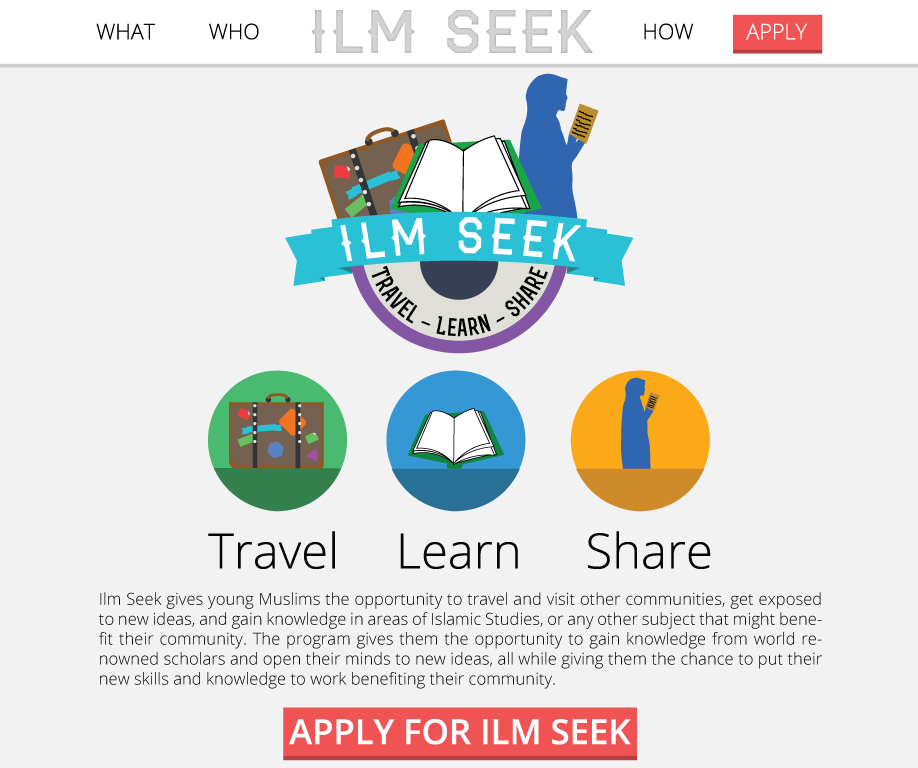 WHAT WHO ILM SEEK HOW APPLY
ILM SEEK
TRAVEL – LEARN – SHARE
Travel Learn Share
Ilm Seek gives young Muslims the opportunity to travel and visit other communities, get exposed
to new ideas, and gain knowledge in areas of Islamic Studies, or any other subject that might bene-
fit their community. The program gives them the opportunity to gain knowledge from world re-
nowned scholars and open their minds to new ideas, all while giving them the chance to put their
new skills and knowledge to work benefiting their community.
APPLY FOR ILM SEEK